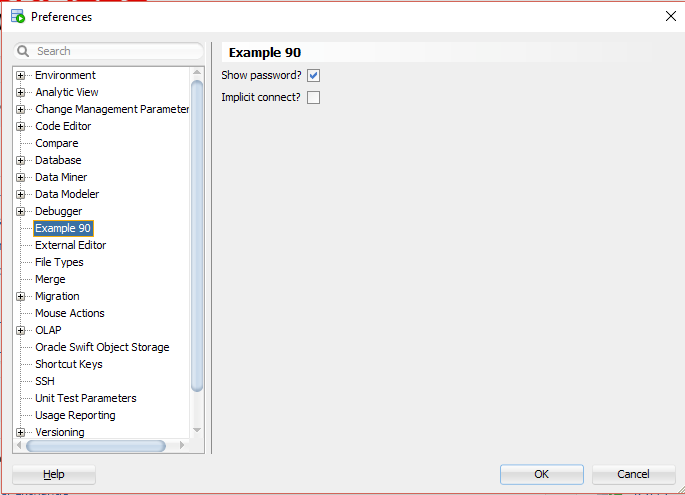 Preferences
Search
Example 90
Show password?
Implicit connect?
Environment
Analytic View
Change Management Parameter
Code Editor
Compare
Database
Data Miner
Data Modeler
Debugger
Example 90
External Editor
File Types
Merge
Migration
Mouse Actions
OLAP
Oracle Swift Object Storage
Shortcut Keys
SSH
Unit Test Parameters
Usage Reporting
Versioning
Help
OK
Cancel